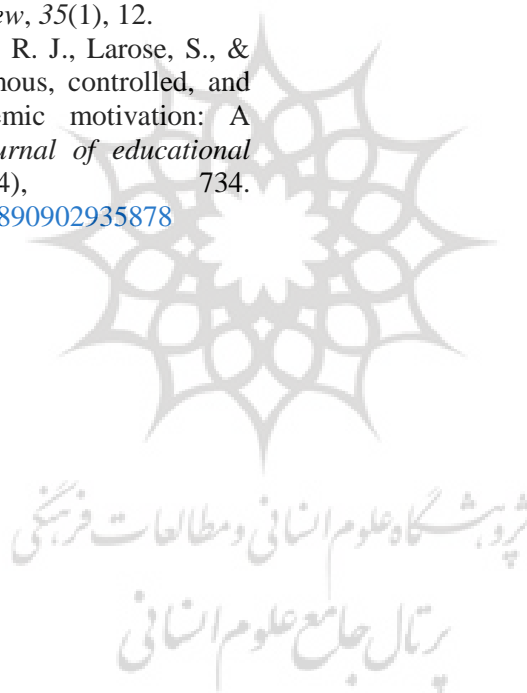 ew, 35(1), 12.
R. J., Larose, S., &
nous, controlled, and
emic motivation: A
urnal of educational
4), 734.
890902935878
پژوهشگاه علوم انسانی و مطالعات فرهنگی
پرتال جامع علوم انسانی